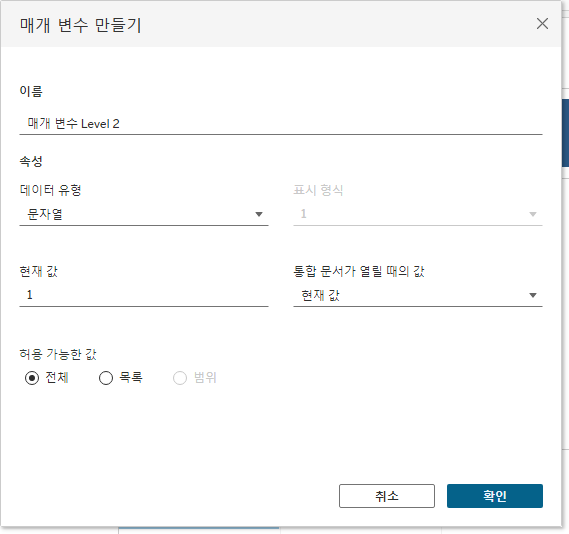 매개 변수 만들기
이름
매개 변수 Level 2
속성
데이터 유형
표시 형식
문자열
1
현재 값
통합 문서가 열릴 때의 값
1
현재 값
허용 가능한 값
전체 목록 범위
취소 확인